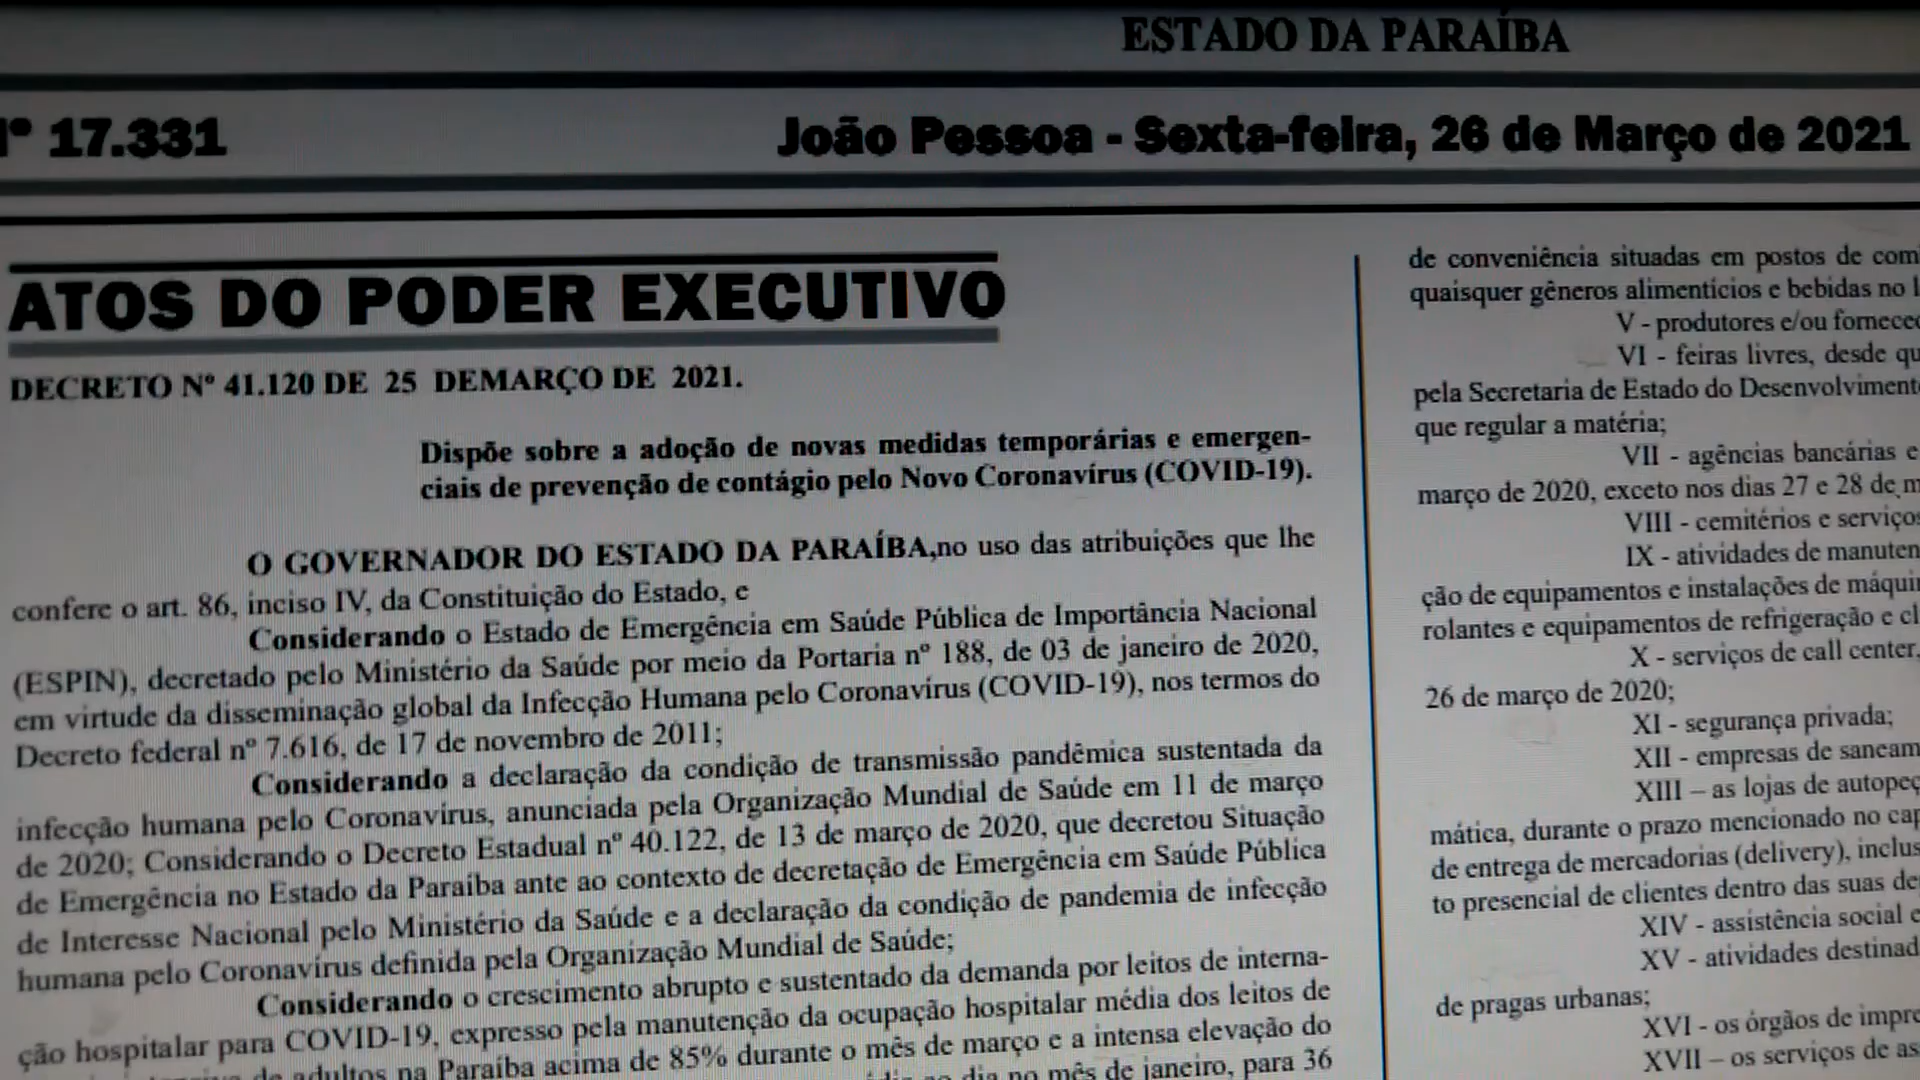 ESTADO DA PARAÍBA
Nº 17.331
João Pessoa - Sexta-feira, 26 de Março de 2021
ATOS DO PODER EXECUTIVO
DECRETO Nº 41.120 DE 25 DEMARÇO DE 2021.
Dispõe sobre a adoção de novas medidas temporárias e emergen-
ciais de prevenção de contágio pelo Novo Coronavírus (COVID-19).
O GOVERNADOR DO ESTADO DA PARAÍBA,no uso das atribuições que lhe
confere o art. 86, inciso IV, da Constituição do Estado, e
Considerando o Estado de Emergência em Saúde Pública de Importância Nacional
(ESPIN), decretado pelo Ministério da Saúde por meio da Portaria nº 188, de 03 de janeiro de 2020,
em virtude da disseminação global da Infecção Humana pelo Coronavírus (COVID-19), nos termos do
Decreto federal nº 7.616, de 17 de novembro de 2011;
Considerando a declaração da condição de transmissão pandêmica sustentada da
infecção humana pelo Coronavírus, anunciada pela Organização Mundial de Saúde em 11 de março
de 2020; Considerando o Decreto Estadual nº 40.122, de 13 de março de 2020, que decretou Situação
de Emergência no Estado da Paraíba ante ao contexto de decretação de Emergência em Saúde Pública
de Interesse Nacional pelo Ministério da Saúde e a declaração da condição de pandemia de infecção
humana pelo Coronavírus definida pela Organização Mundial de Saúde;
Considerando o crescimento abrupto e sustentado da demanda por leitos de interna-
ção hospitalar para COVID-19, expresso pela manutenção da ocupação hospitalar média dos leitos de
de adultos na Paraíba acima de 85% durante o mês de março e a intensa elevação do
dia no mês de janeiro, para 36
de conveniência situadas em postos de com
quaisquer gêneros alimentícios e bebidas no l
V - produtores e/ou fornece
VI - feiras livres, desde qu
pela Secretaria de Estado do Desenvolviment
que regular a matéria;
VII - agências bancárias e
março de 2020, exceto nos dias 27 e 28 de m
VIII - cemitérios e serviços
IX - atividades de manuten
ção de equipamentos e instalações de máqui
rolantes e equipamentos de refrigeração e cl
X - serviços de call center,
26 de março de 2020;
XI - segurança privada;
XII - empresas de saneam
XIII – as lojas de autopeç
mática, durante o prazo mencionado no cap
de entrega de mercadorias (delivery), inclus
to presencial de clientes dentro das suas de
XIV - assistência social e
XV - atividades destinad
de pragas urbanas;
XVI - os órgãos de impre
XVII – os serviços de as